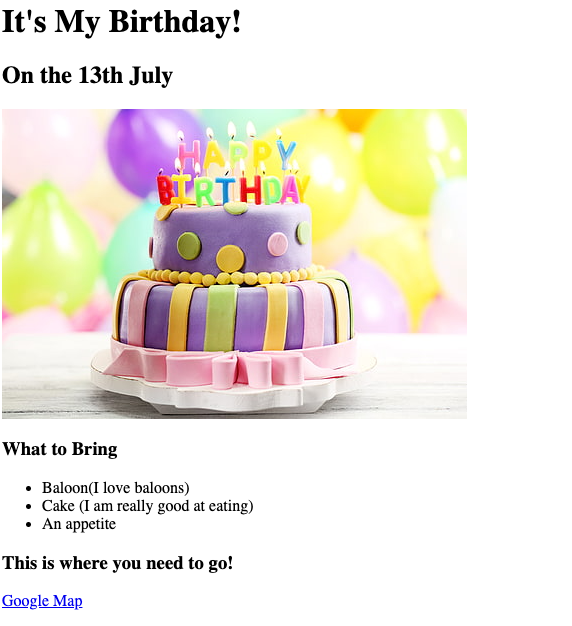 It's My Birthday!
On the 13th July
HAPPY
BIRTHDAY
What to Bring
Baloon(I love baloons)
Cake (I am really good at eating)
An appetite
This is where you need to go!
Google Map